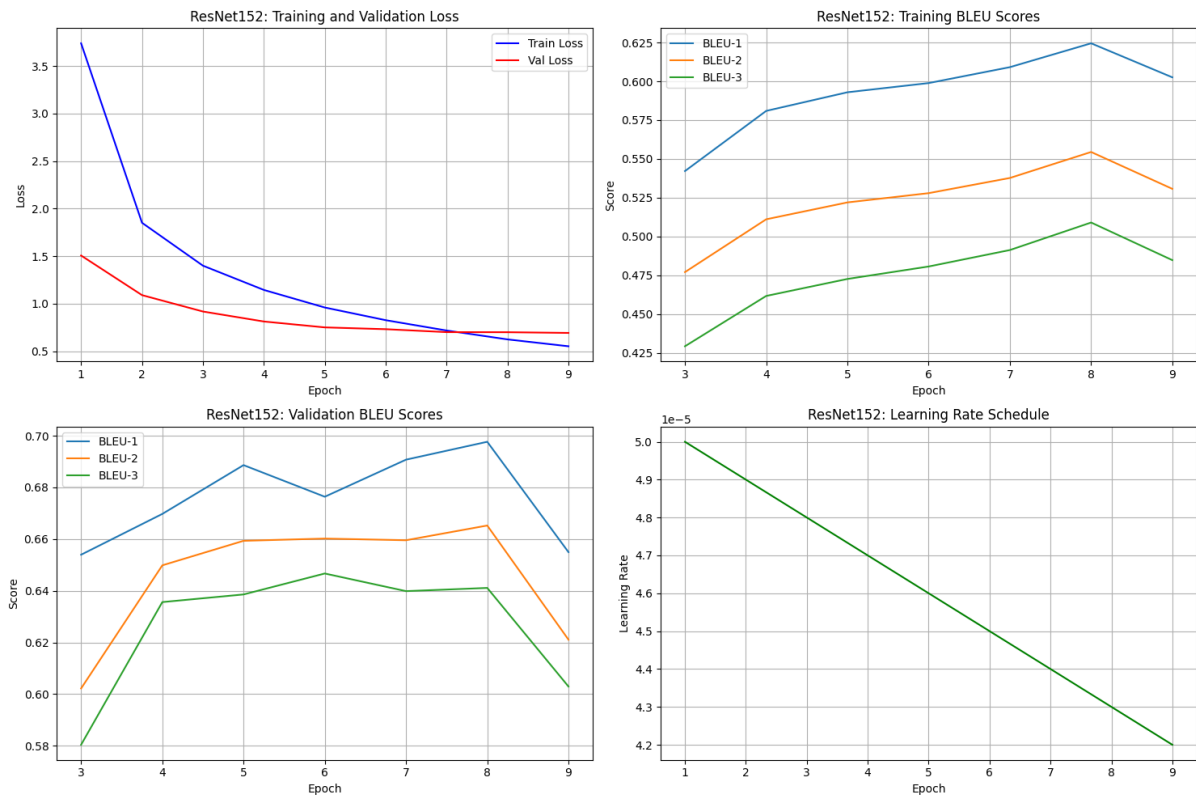 ResNet152: Training and Validation Loss
Train Loss
Val Loss
3.5
3.0
2.5
2.0
1.5
1.0
0.5
Loss
1 2 3 4 5 6 7 8 9
Epoch
ResNet152: Training BLEU Scores
BLEU-1
BLEU-2
BLEU-3
0.625
0.600
0.575
0.550
0.525
0.500
0.475
0.450
0.425
Score
3 4 5 6 7 8 9
Epoch
ResNet152: Validation BLEU Scores
BLEU-1
BLEU-2
BLEU-3
0.70
0.68
0.66
0.64
0.62
0.60
0.58
Score
3 4 5 6 7 8 9
Epoch
ResNet152: Learning Rate Schedule
1e−5
5.0
4.9
4.8
4.7
4.6
4.5
4.4
4.3
4.2
Learning Rate
1 2 3 4 5 6 7 8 9
Epoch